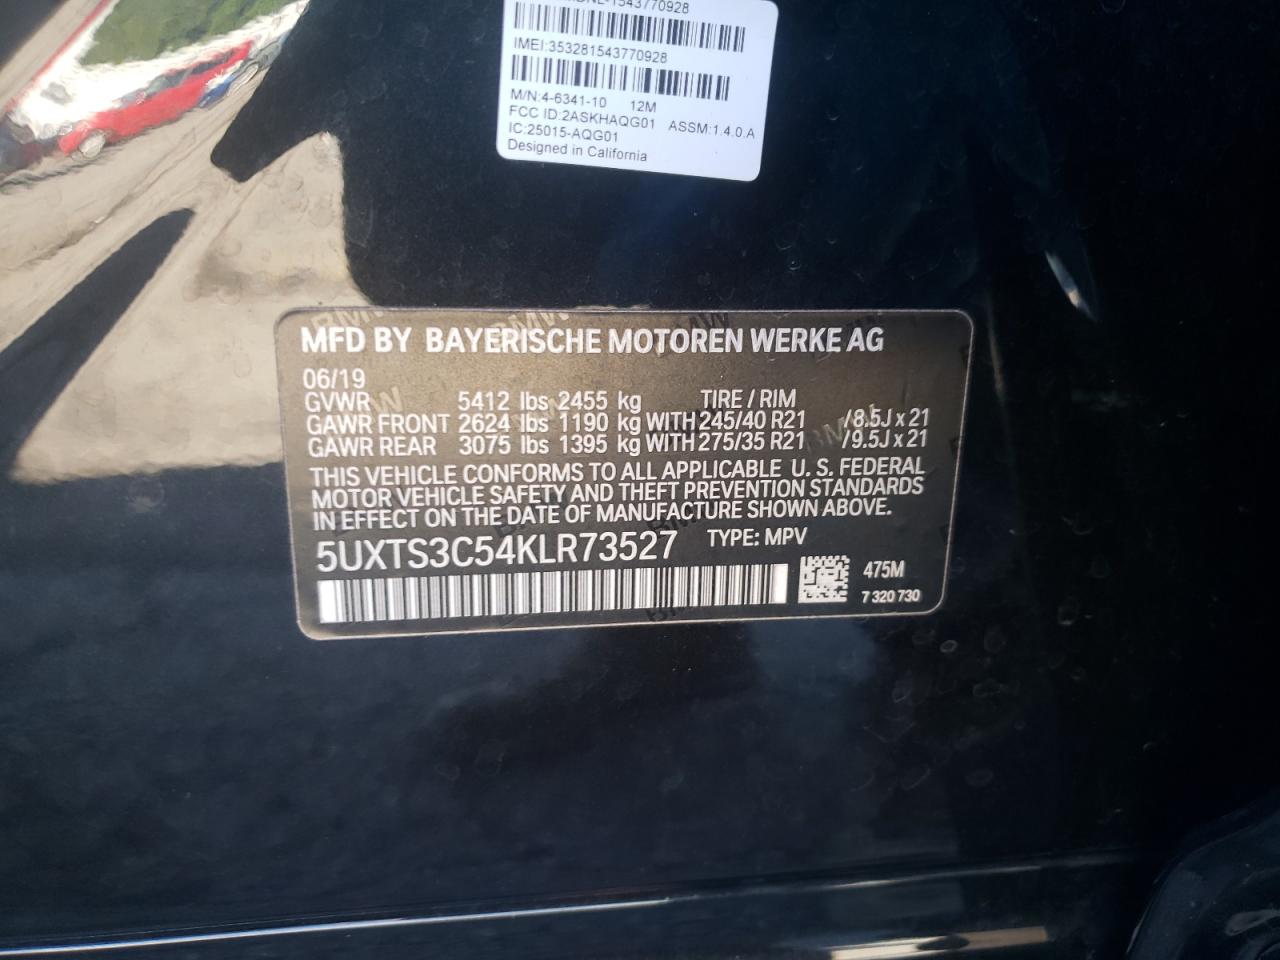 1543770928
IMEI:353281543770928
M/N:4-6341-10 12M
FCC ID:2ASKHAQG01 ASSM:1.4.0.A
IC:25015-AQG01
Designed in California
MFD BY BAYERISCHE MOTOREN WERKE AG
06/19
GVWR 5412 lbs 2455 kg TIRE / RIM
GAWR FRONT 2624 lbs 1190 kg WITH 245/40 R21 /8.5J x 21
GAWR REAR 3075 lbs 1395 kg WITH 275/35 R21 /9.5J x 21
THIS VEHICLE CONFORMS TO ALL APPLICABLE U. S. FEDERAL
MOTOR VEHICLE SAFETY AND THEFT PREVENTION STANDARDS
IN EFFECT ON THE DATE OF MANUFACTURE SHOWN ABOVE.
5UXTS3C54KLR73527 TYPE: MPV
475M
7 320 730